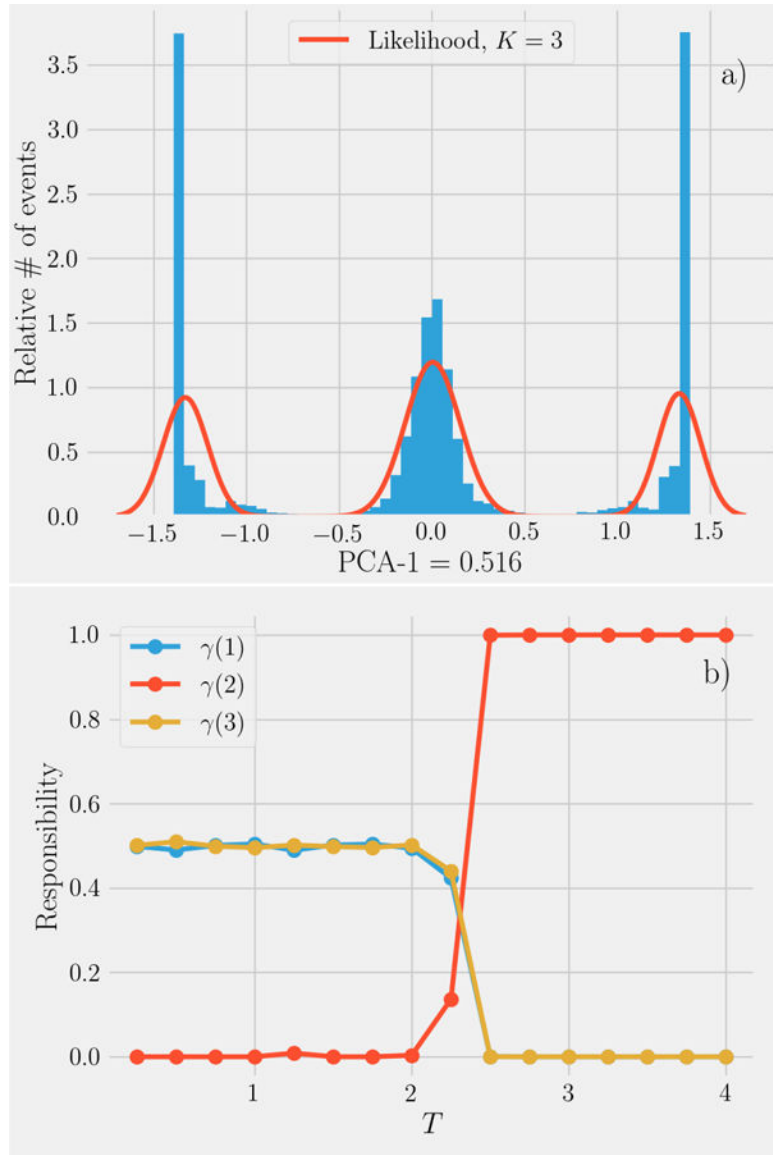 Likelihood, K = 3
a)
Relative # of events
3.5
3.0
2.5
2.0
1.5
1.0
0.5
0.0
−1.5 −1.0 −0.5 0.0 0.5 1.0 1.5
PCA-1 = 0.516
γ(1)
γ(2)
γ(3)
b)
Responsibility
1.0
0.8
0.6
0.4
0.2
0.0
1 2 3 4
T